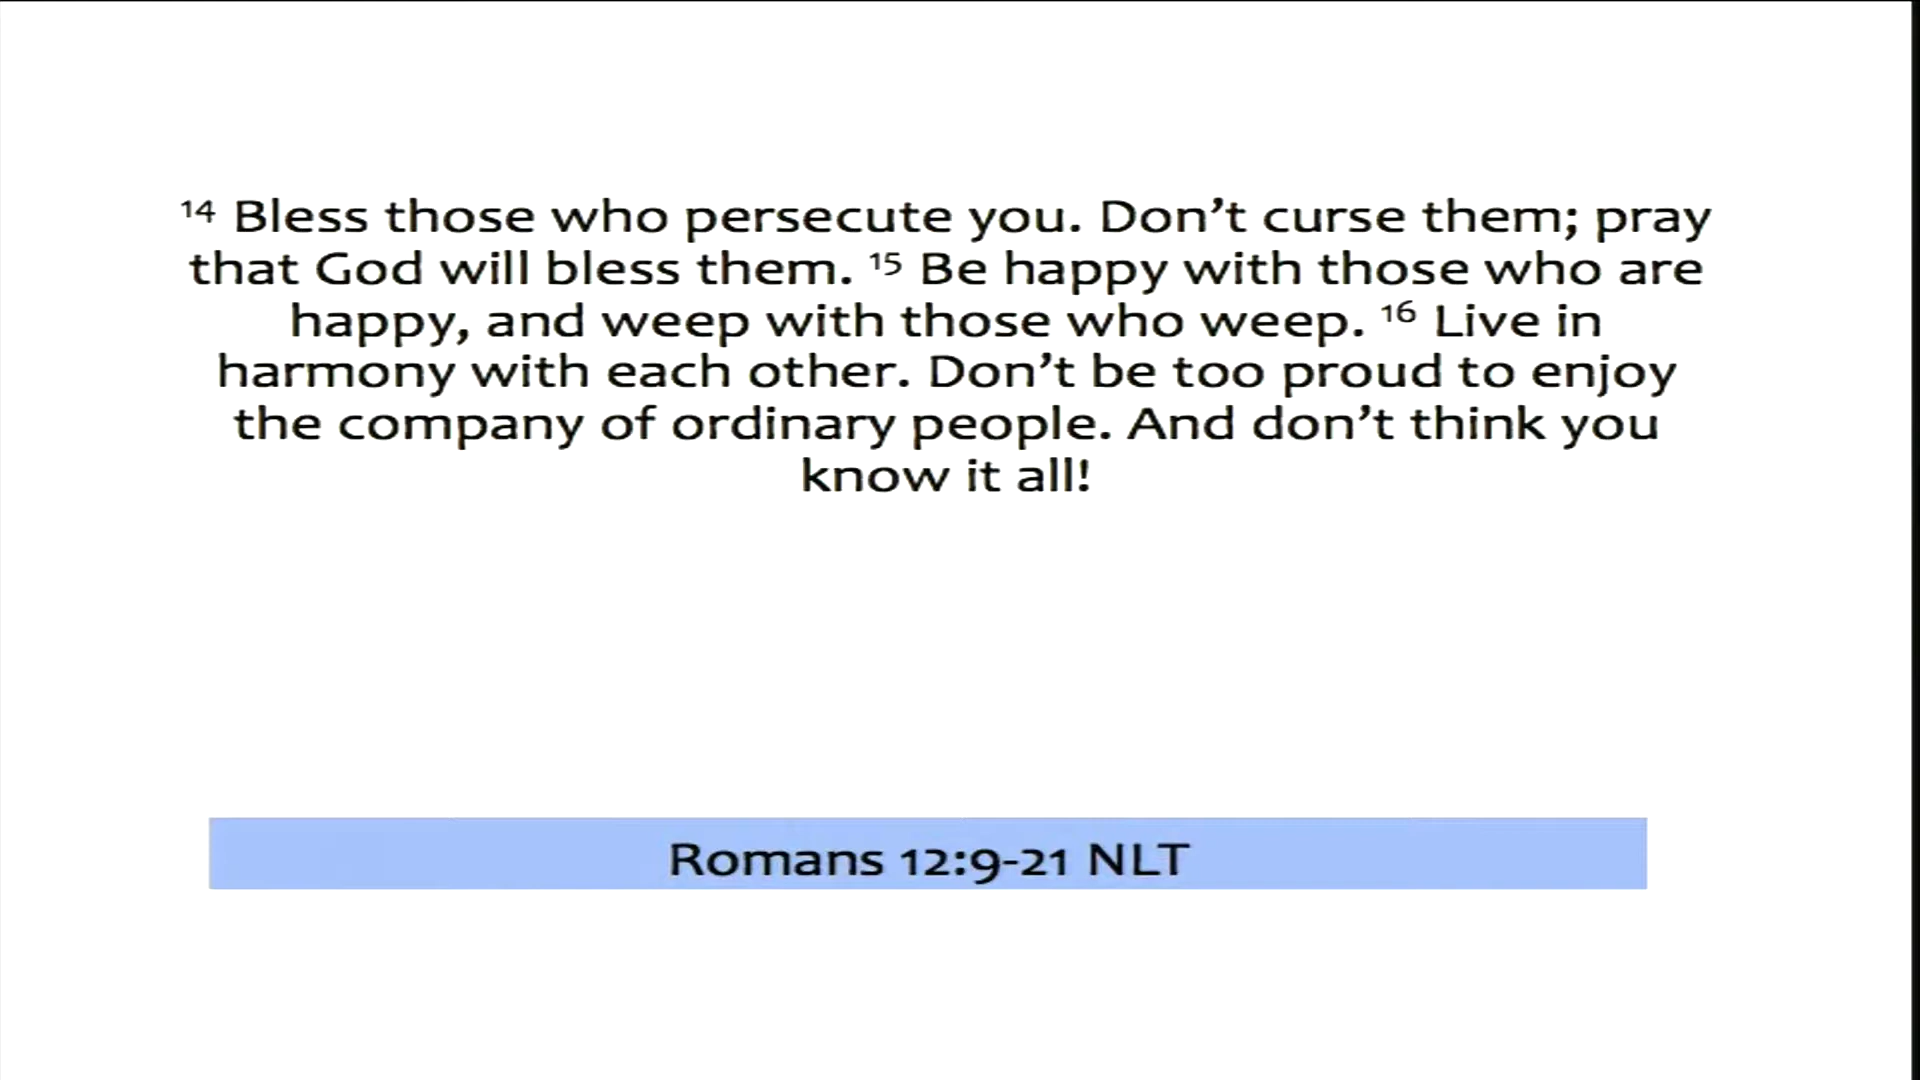 ¹⁴ Bless those who persecute you. Don’t curse them; pray
that God will bless them. ¹⁵ Be happy with those who are
happy, and weep with those who weep. ¹⁶ Live in
harmony with each other. Don’t be too proud to enjoy
the company of ordinary people. And don’t think you
know it all!
Romans 12:9-21 NLT